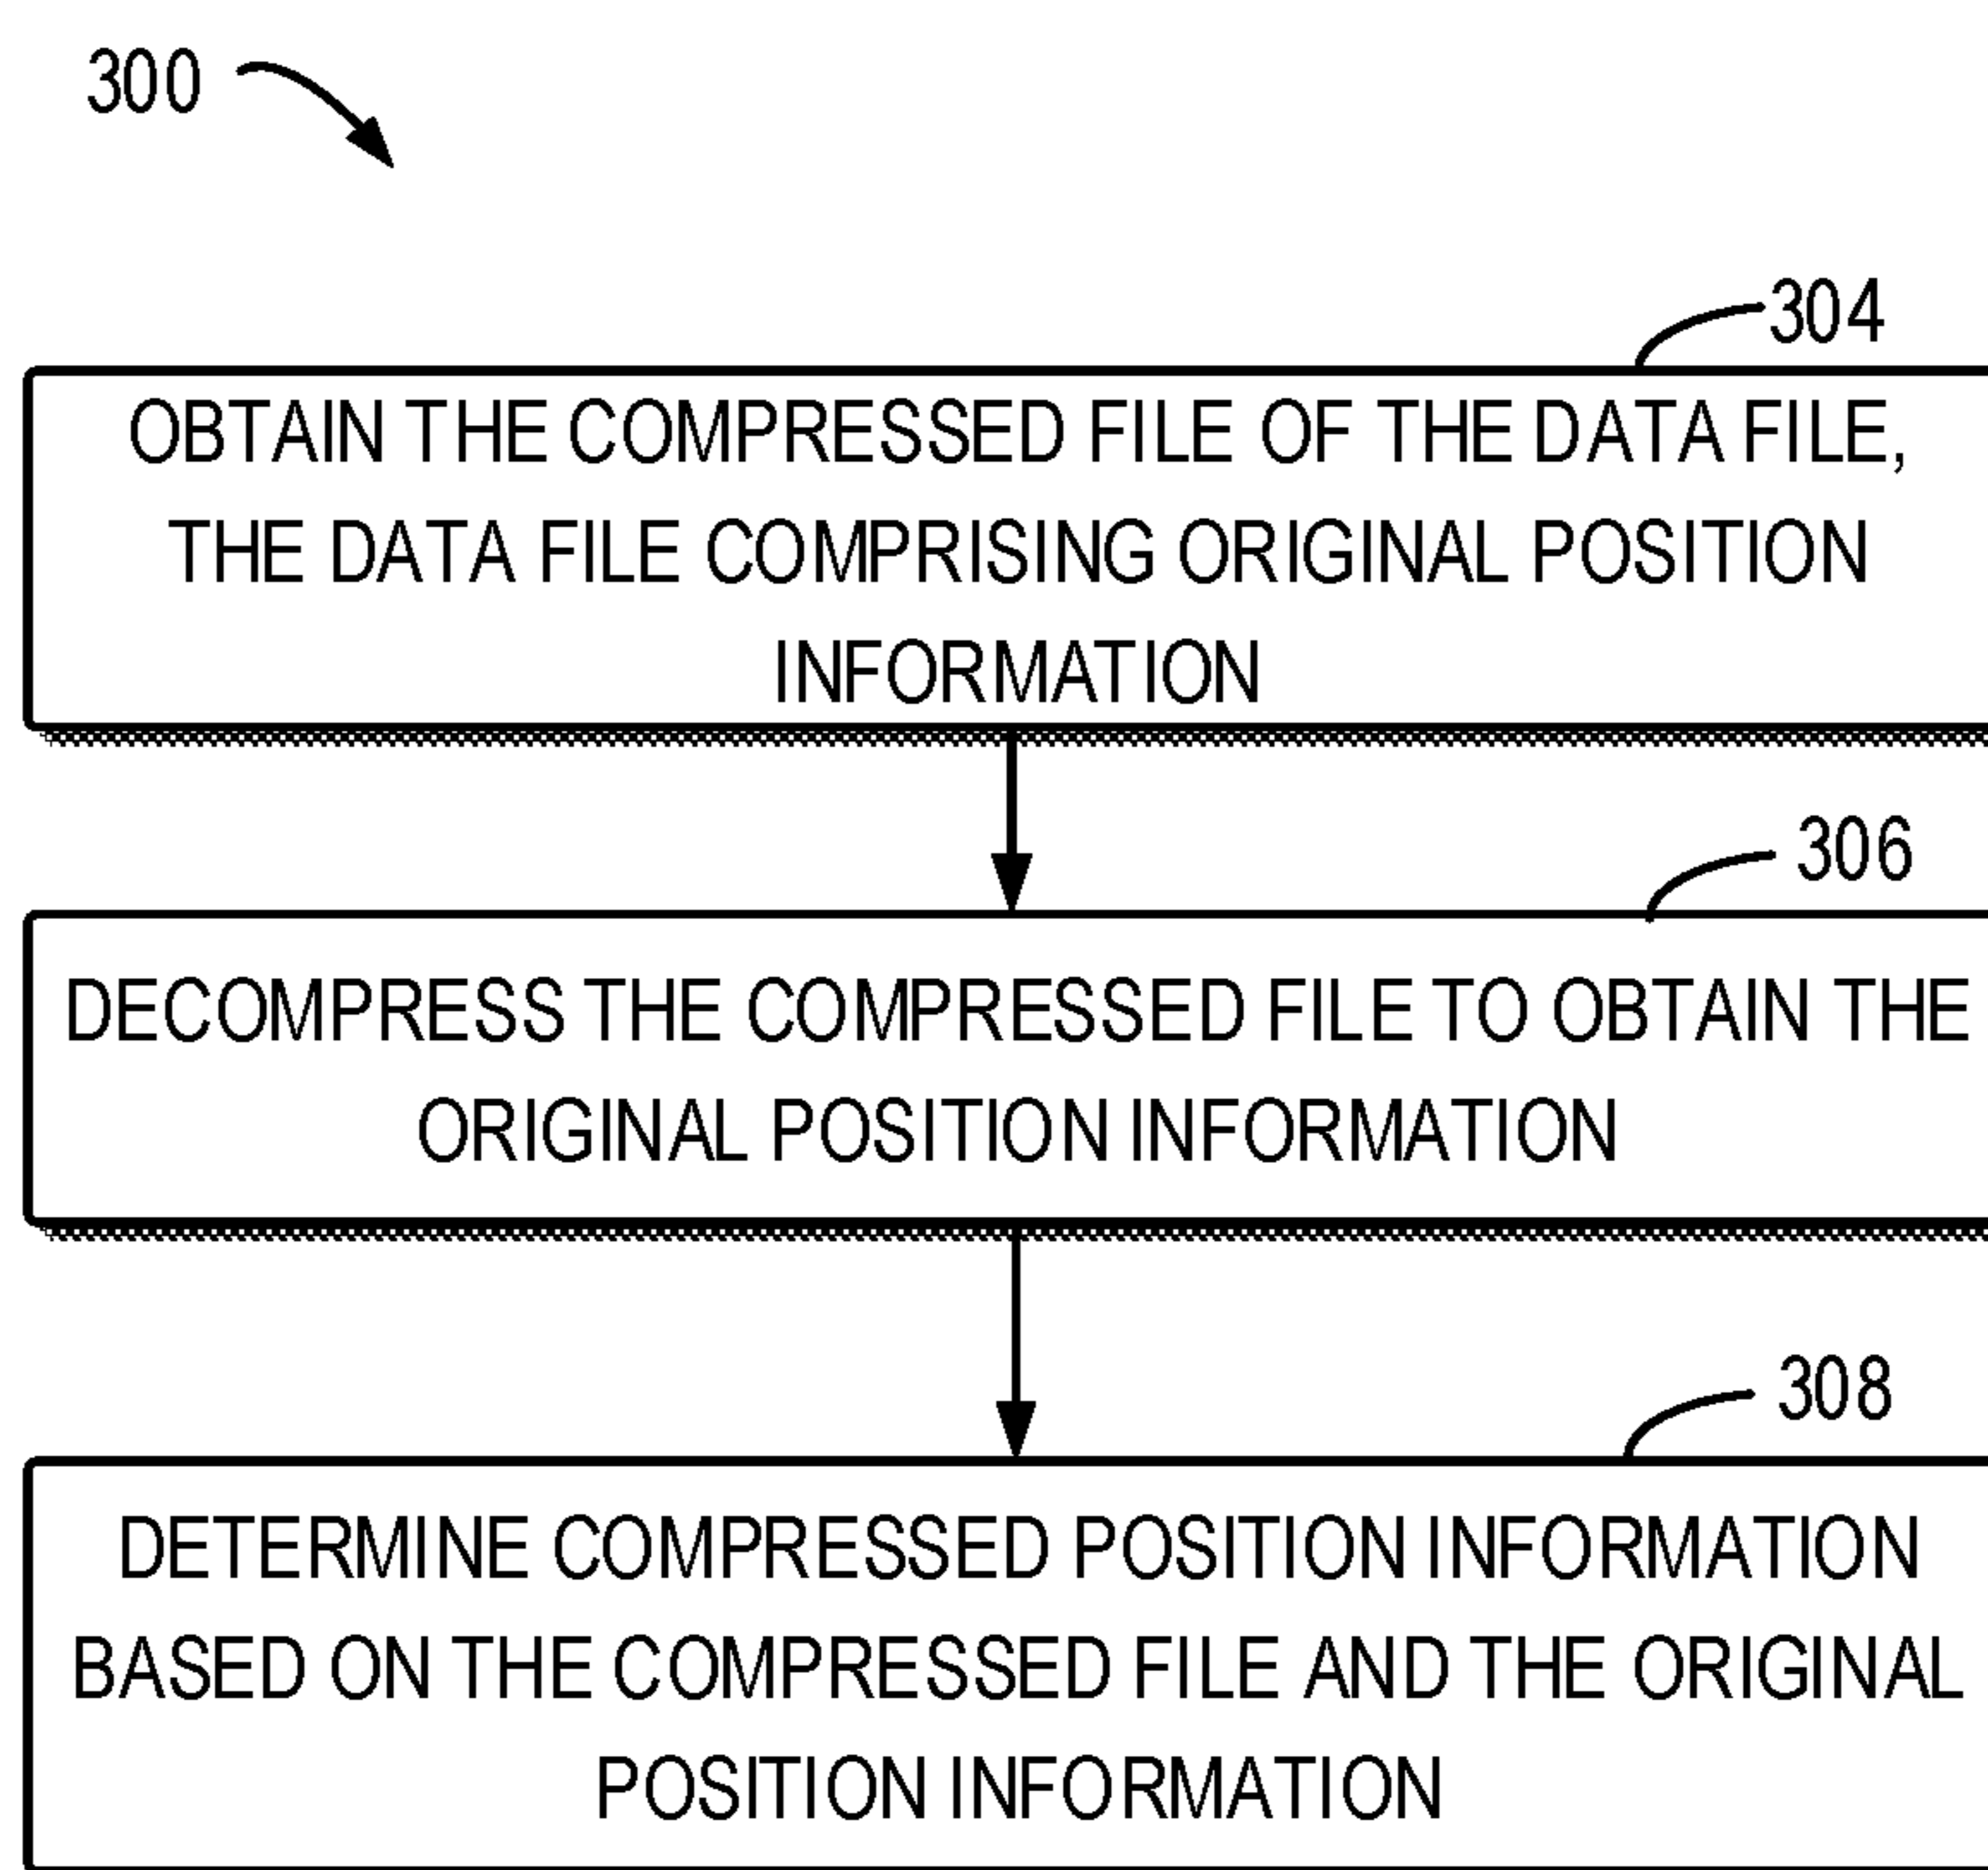 300
304
OBTAIN THE COMPRESSED FILE OF THE DATA FILE,
THE DATA FILE COMPRISING ORIGINAL POSITION
INFORMATION
306
DECOMPRESS THE COMPRESSED FILE TO OBTAIN THE
ORIGINAL POSITION INFORMATION
308
DETERMINE COMPRESSED POSITION INFORMATION
BASED ON THE COMPRESSED FILE AND THE ORIGINAL
POSITION INFORMATION